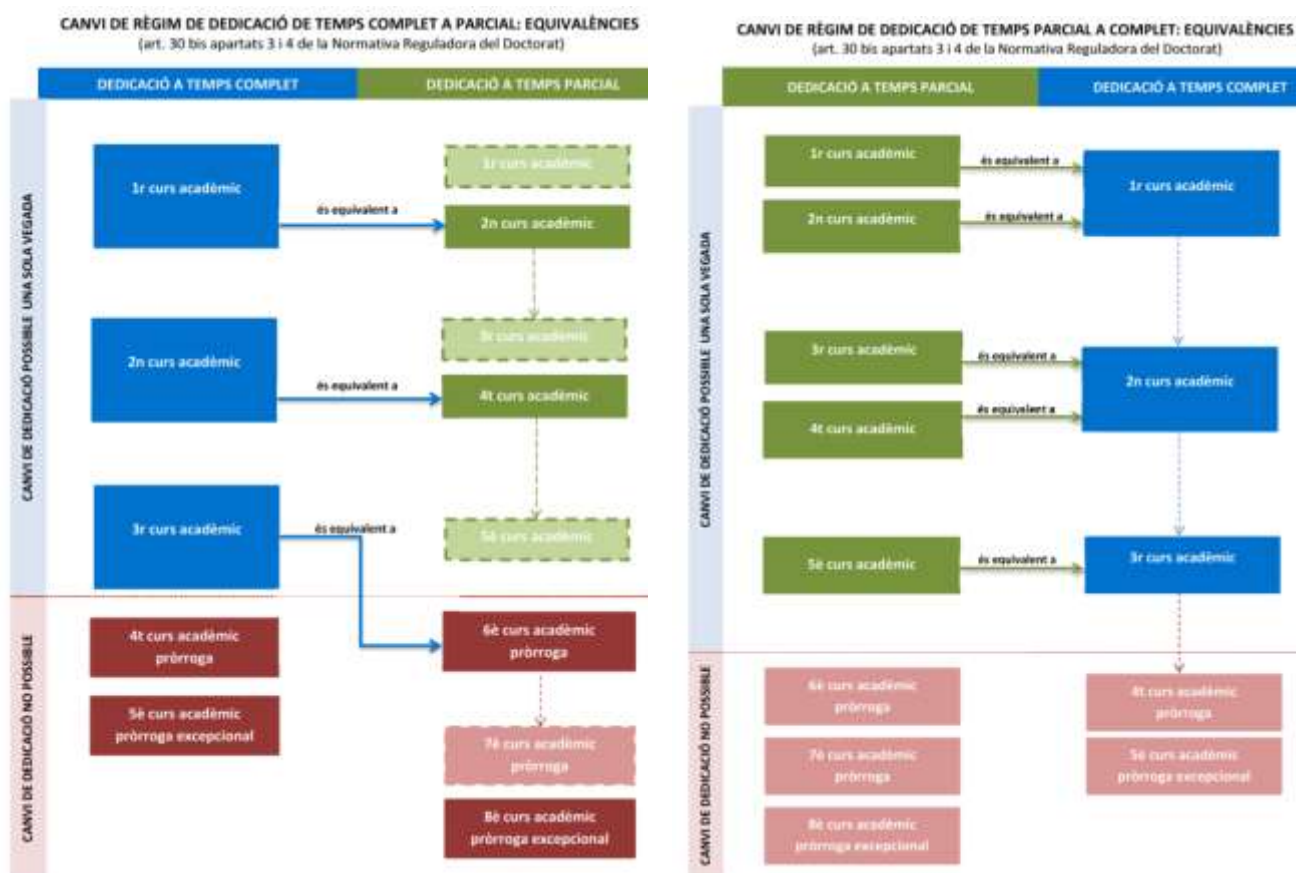 CANVI DE RÈGIM DE DEDICACIÓ DE TEMPS COMPLET A PARCIAL: EQUIVALÈNCIES
(art. 30 bis apartats 3 i 4 de la Normativa Reguladora del Doctorat)
DEDICACIÓ A TEMPS COMPLET
DEDICACIÓ A TEMPS PARCIAL
CANVI DE DEDICACIÓ POSSIBLE UNA SOLA VEGADA
1r curs acadèmic
és equivalent a
1r curs acadèmic
2n curs acadèmic
2n curs acadèmic
és equivalent a
3r curs acadèmic
4t curs acadèmic
3r curs acadèmic
és equivalent a
5è curs acadèmic
CANVI DE DEDICACIÓ NO POSSIBLE
4t curs acadèmic
pròrroga
5è curs acadèmic
pròrroga excepcional
6è curs acadèmic
pròrroga
7è curs acadèmic
pròrroga
8è curs acadèmic
pròrroga excepcional
CANVI DE RÈGIM DE DEDICACIÓ DE TEMPS PARCIAL A COMPLET: EQUIVALÈNCIES
(art. 30 bis apartats 3 i 4 de la Normativa Reguladora del Doctorat)
DEDICACIÓ A TEMPS PARCIAL
DEDICACIÓ A TEMPS COMPLET
CANVI DE DEDICACIÓ POSSIBLE UNA SOLA VEGADA
1r curs acadèmic
és equivalent a
1r curs acadèmic
2n curs acadèmic
és equivalent a
3r curs acadèmic
és equivalent a
2n curs acadèmic
4t curs acadèmic
és equivalent a
5è curs acadèmic
és equivalent a
3r curs acadèmic
CANVI DE DEDICACIÓ NO POSSIBLE
6è curs acadèmic
pròrroga
7è curs acadèmic
pròrroga
8è curs acadèmic
pròrroga excepcional
4t curs acadèmic
pròrroga
5è curs acadèmic
pròrroga excepcional